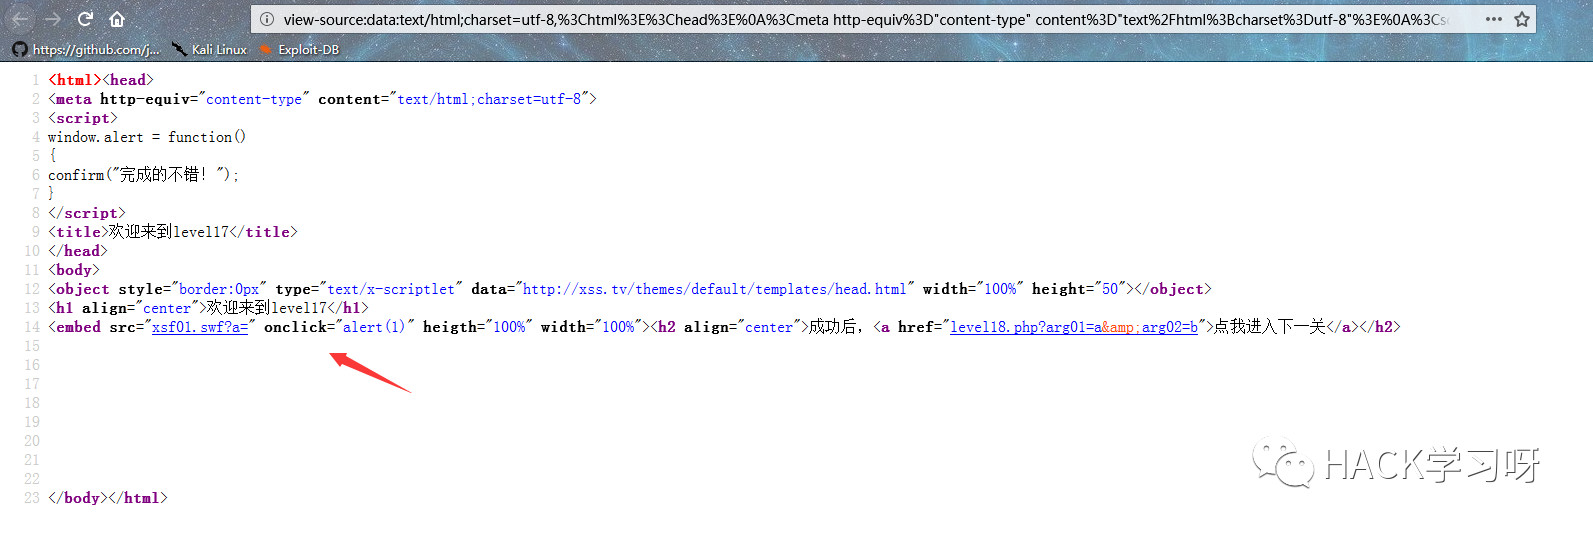 view-source:data:text/html;charset=utf-8,%3Chtml%3E%3Chead%3E%0A%3Cmeta http-equiv%3D"content-type" content%3D"text%2Fhtml%3Bcharset%3Dutf-8"%3E%0A%3Csc
https://github.com/j... Kali Linux Exploit-DB
1 <html><head>
2 <meta http-equiv="content-type" content="text/html;charset=utf-8">
3 <script>
4 window.alert = function()
5 {
6 confirm("完成的不错！");
7 }
8 </script>
9 <title>欢迎来到level17</title>
10 </head>
11 <body>
12 <object style="border:0px" type="text/x-scriptlet" data="http://xss.tv/themes/default/templates/head.html" width="100%" height="50"></object>
13 <h1 align="center">欢迎来到level17</h1>
14 <embed src="xsf01.swf?a=" onclick="alert(1)" heigth="100%" width="100%"><h2 align="center">成功后，<a href="level18.php?arg01=a&amp;arg02=b">点我进入下一关</a></h2>
15
16
17
18
19
20
21
22
23 </body></html>
HACK学习呀